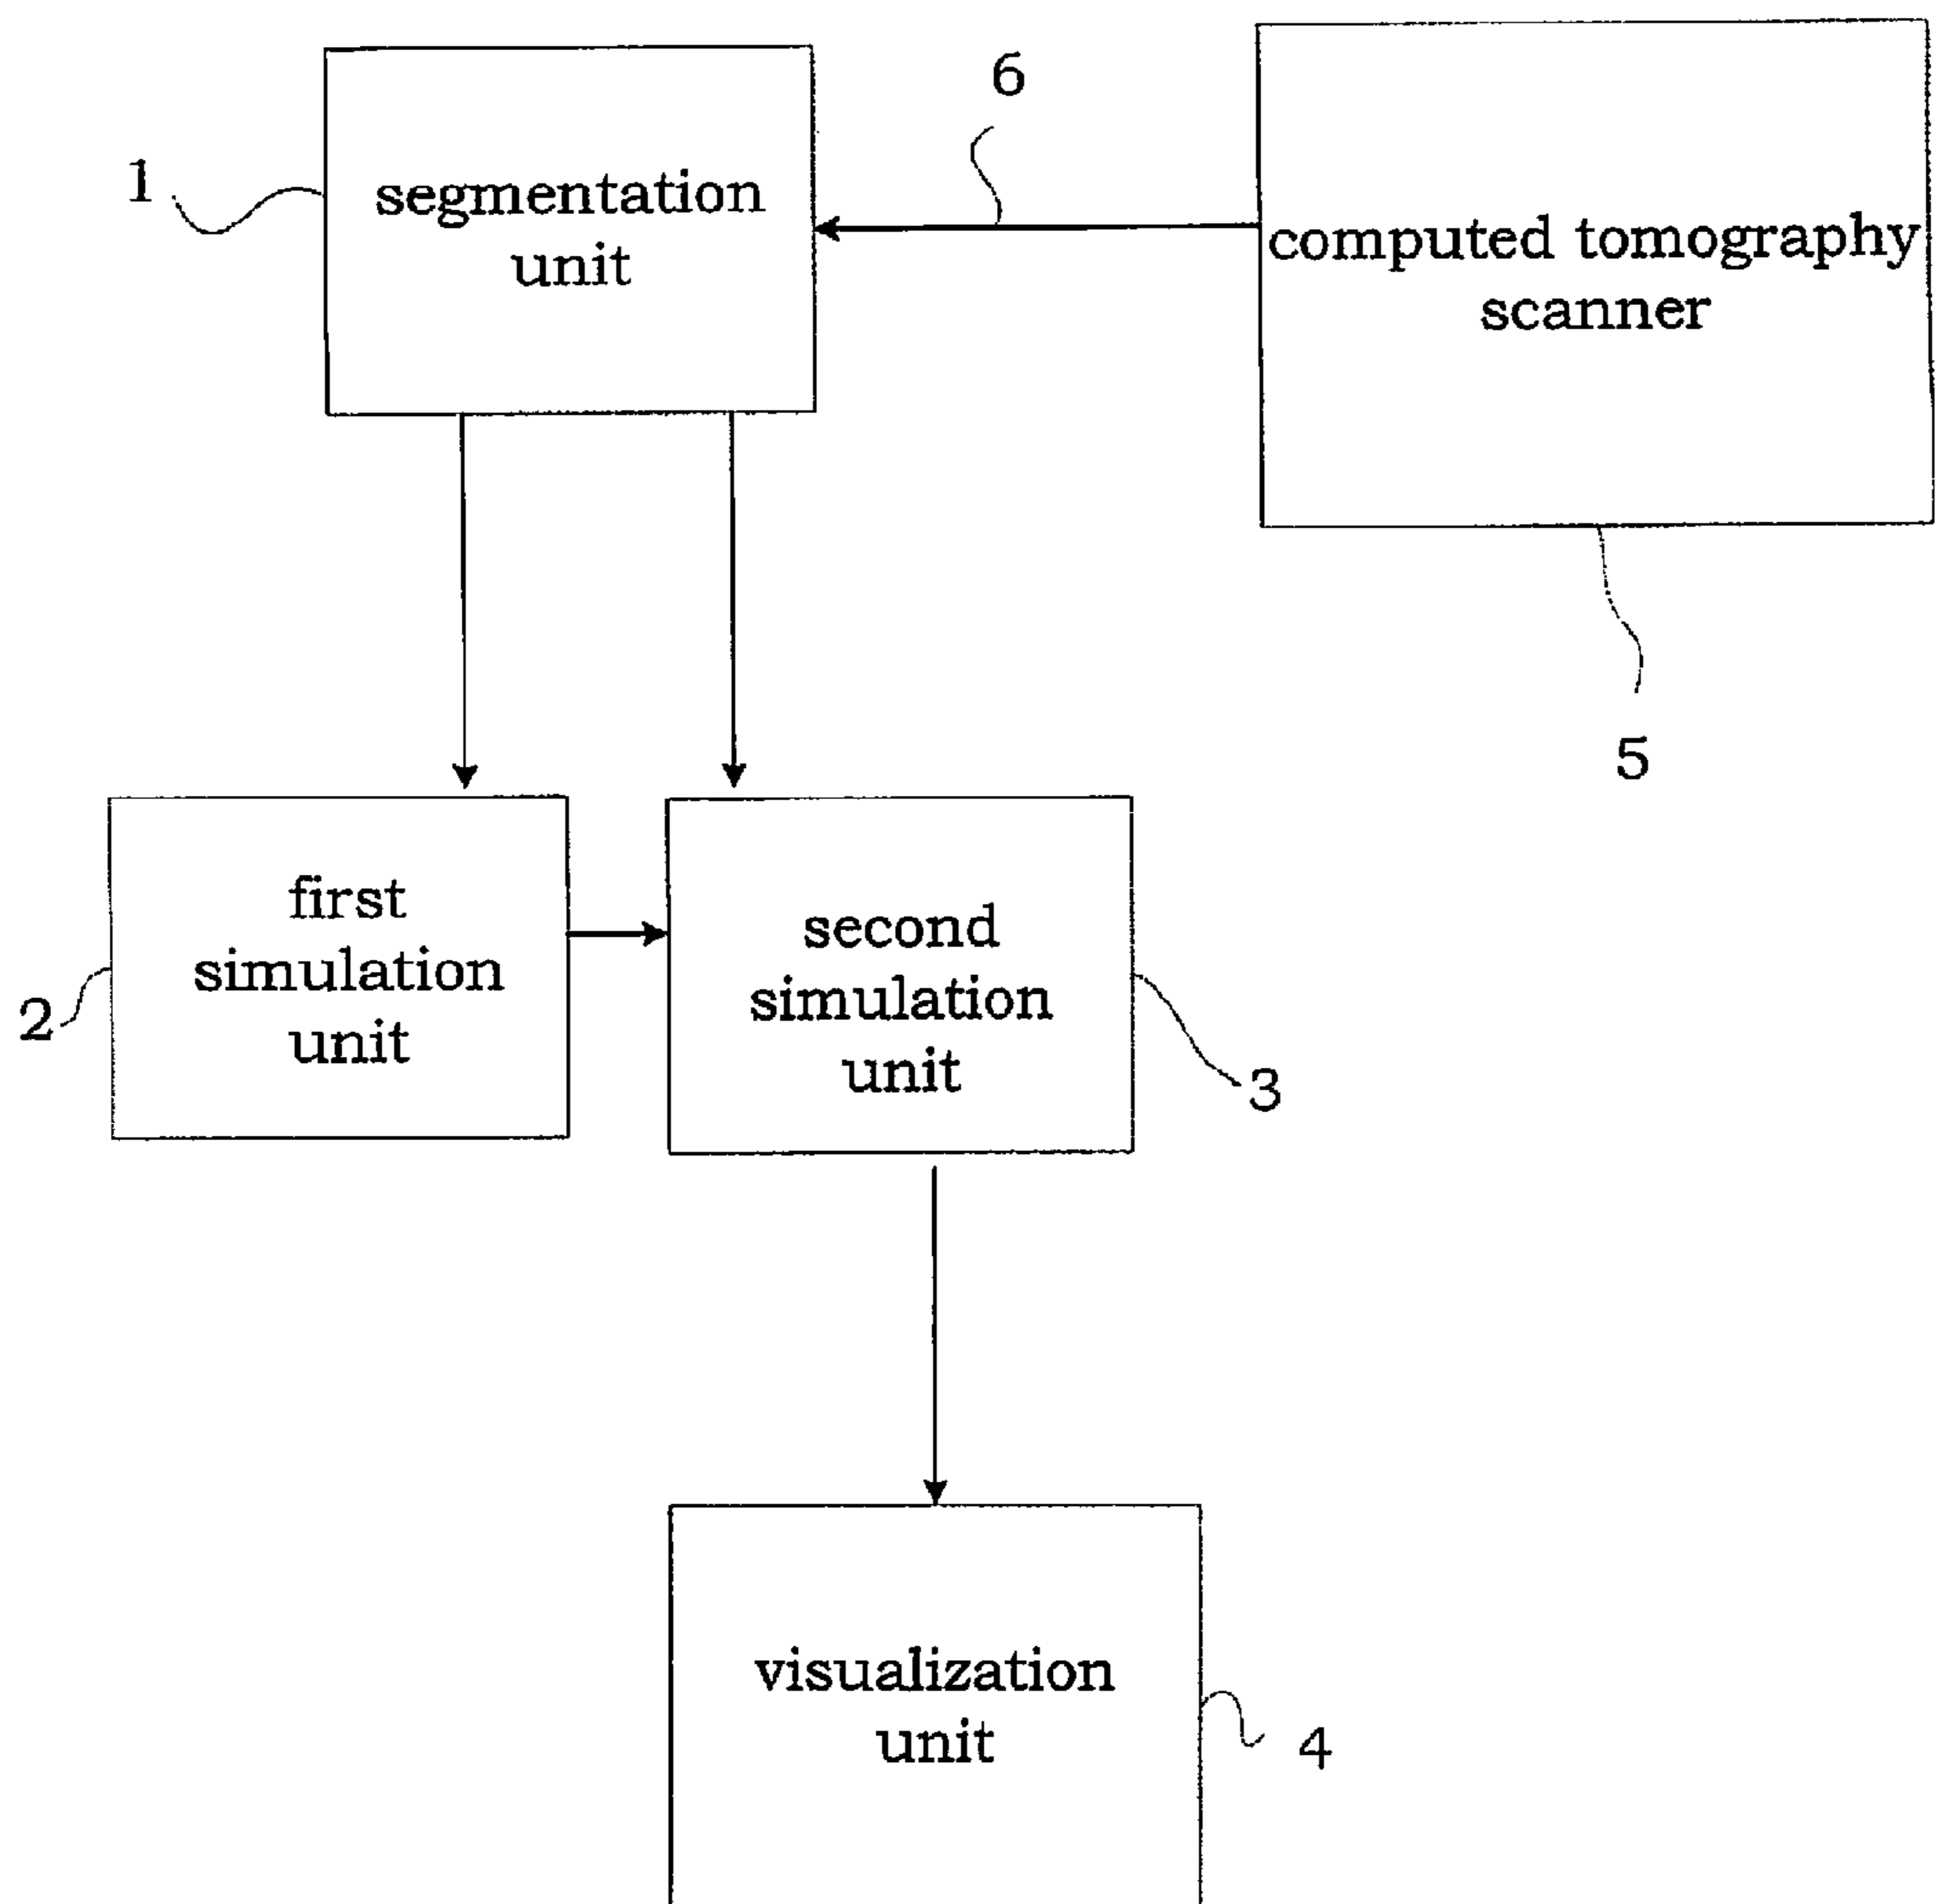 6
1
segmentation
unit
computed tomography
scanner
5
first
simulation
unit
2
second
simulation
unit
3
visualization
unit
4